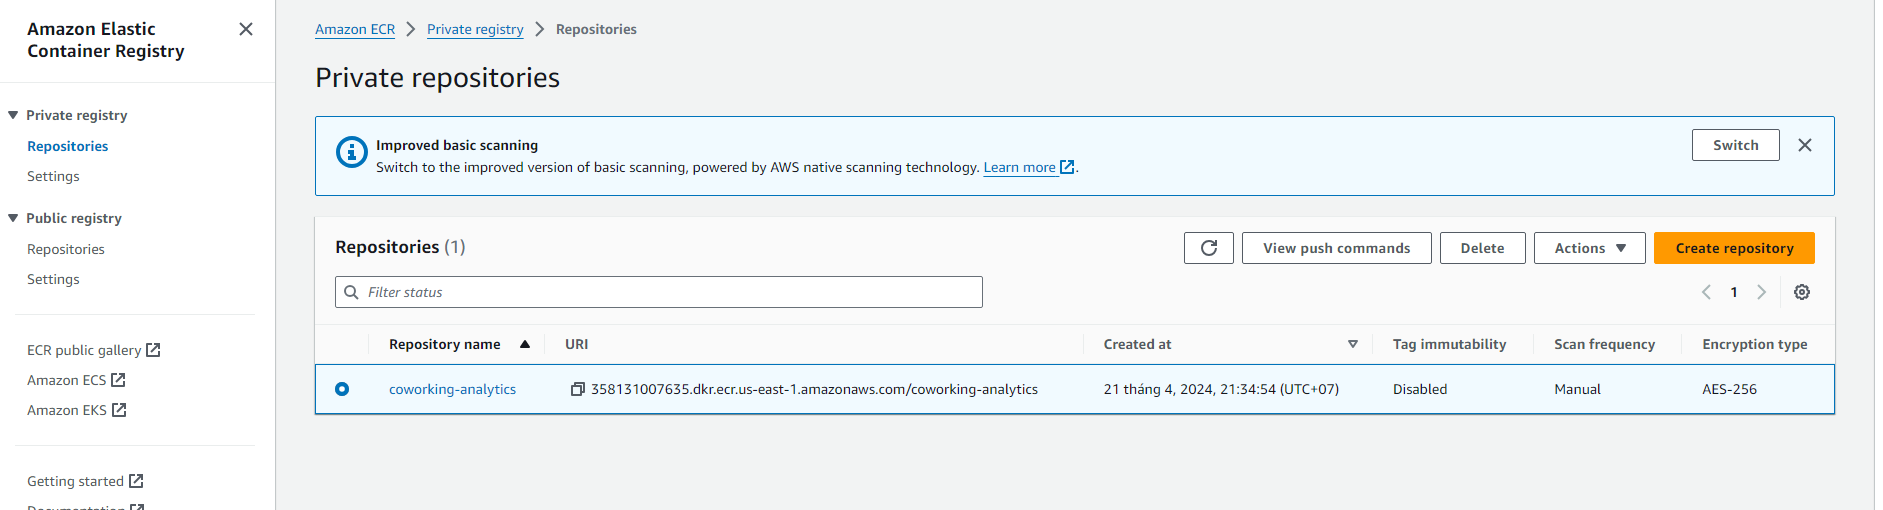 Amazon Elastic
Container Registry
Private registry
Repositories
Settings
Public registry
Repositories
Settings
ECR public gallery
Amazon ECS
Amazon EKS
Getting started
Documentation
Amazon ECR > Private registry > Repositories
Private repositories
Improved basic scanning
Switch to the improved version of basic scanning, powered by AWS native scanning technology. Learn more.
Switch
Repositories (1)
View push commands
Delete
Actions
Create repository
Filter status
1
Repository name URI Created at Tag immutability Scan frequency Encryption type
coworking-analytics 358131007635.dkr.ecr.us-east-1.amazonaws.com/coworking-analytics 21 tháng 4, 2024, 21:34:54 (UTC+07) Disabled Manual AES-256